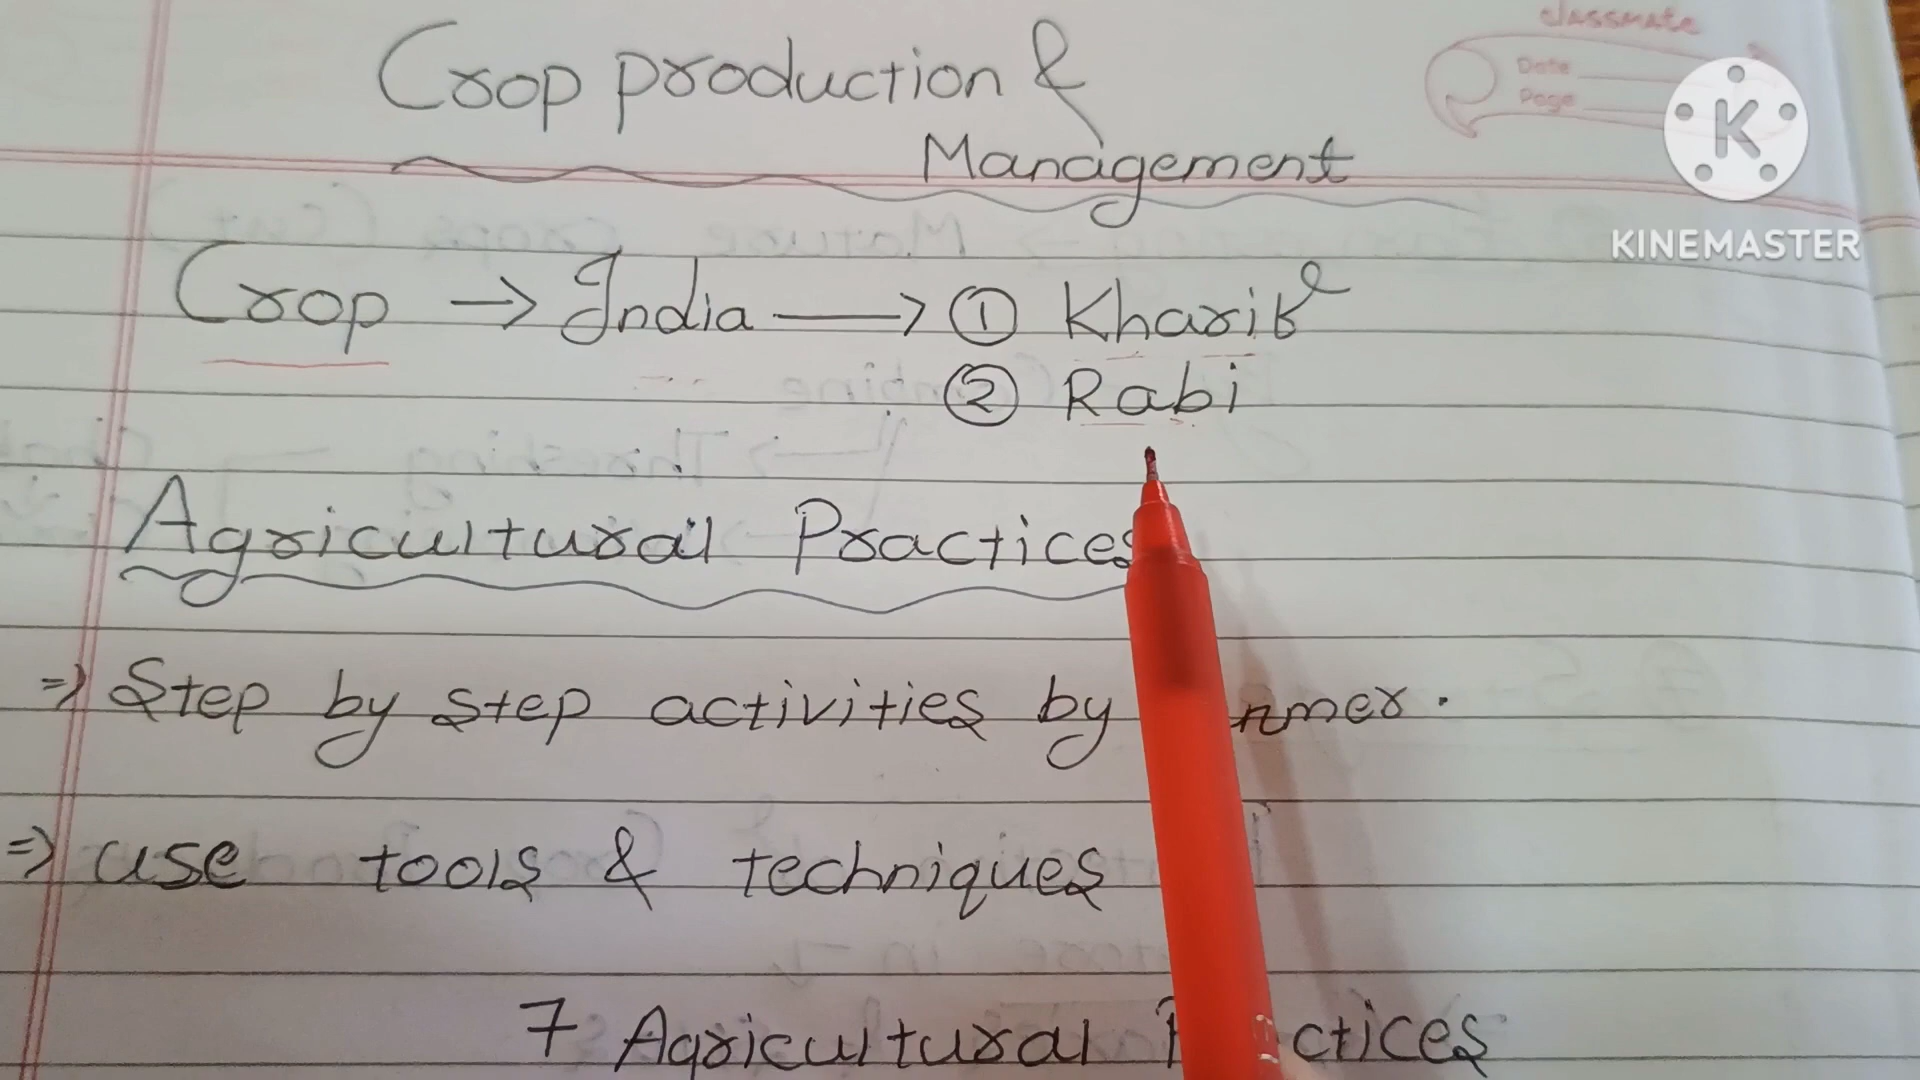 classmate
Date
Page
KINEMASTER
Crop production &
Management
Crop → India → ① Kharif
② Rabi
Agricultural Practices
⇒ Step by step activities by
⇒ use tools & techniques
7 Agricultural